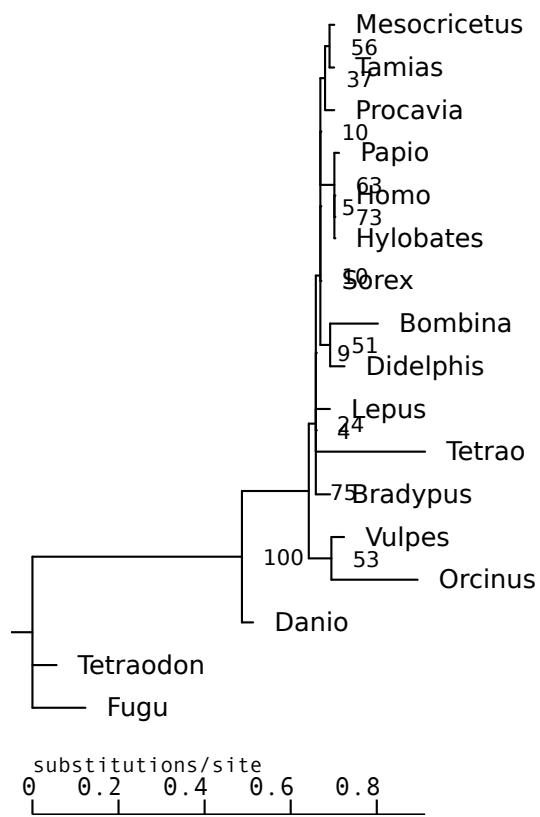 Mesocricetus
56
Tamias
37
Procavia
10
Papio
63
Homo
5
73
Hylobates
10
Sorex
Bombina
51
9
Didelphis
Lepus
24
4
Tetrao
75
Bradypus
Vulpes
100
53
Orcinus
Danio
Tetraodon
Fugu
substitutions/site
0 0.2 0.4 0.6 0.8